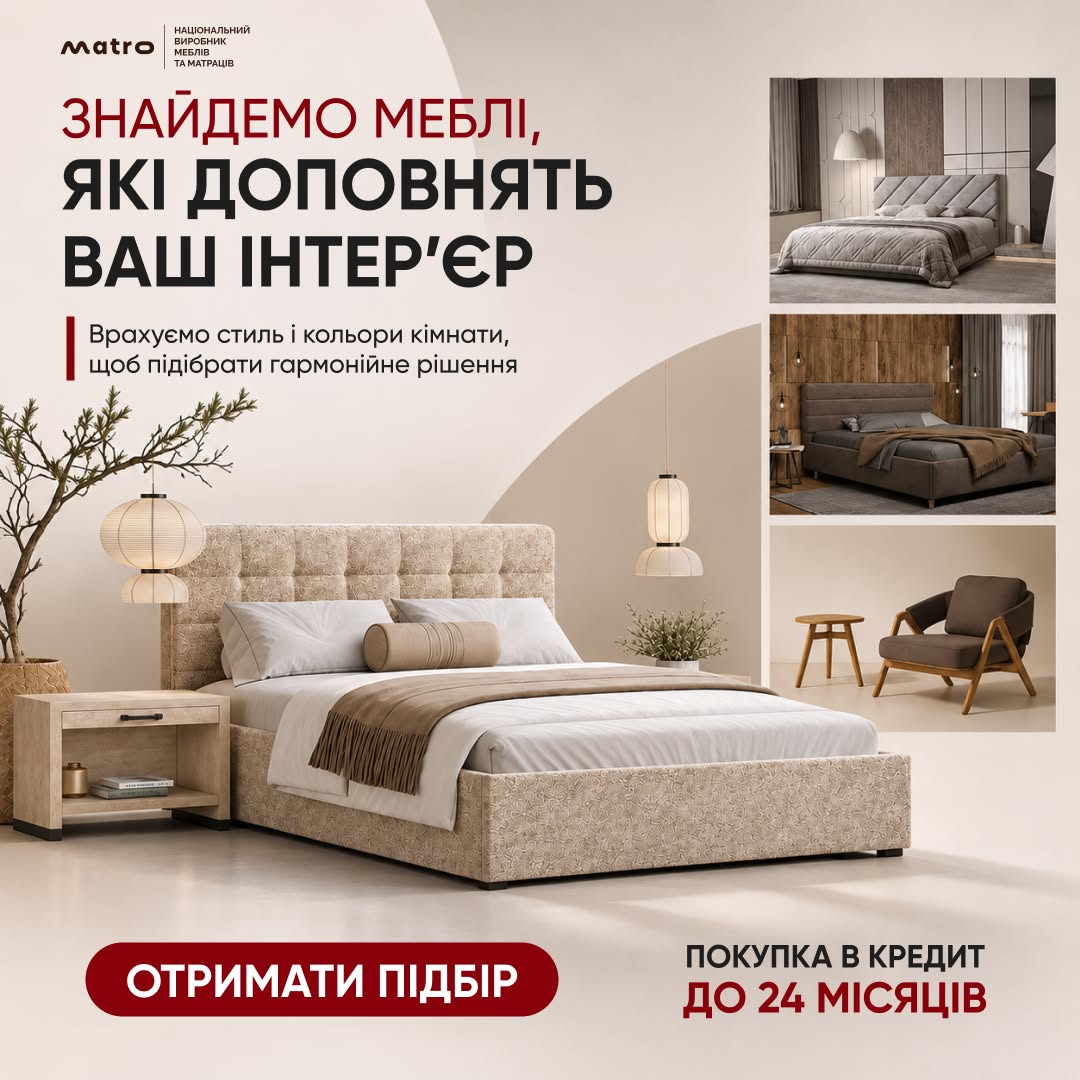 matro
НАЦІОНАЛЬНИЙ
ВИРОБНИК
МЕБЛІВ
ТА МАТРАЦІВ
ЗНАЙДЕМО МЕБЛІ,
ЯКІ ДОПОВНЯТЬ
ВАШ ІНТЕР’ЄР
Врахуємо стиль і кольори кімнати,
щоб підібрати гармонійне рішення
ОТРИМАТИ ПІДБІР
ПОКУПКА В КРЕДИТ
ДО 24 МІСЯЦІВ